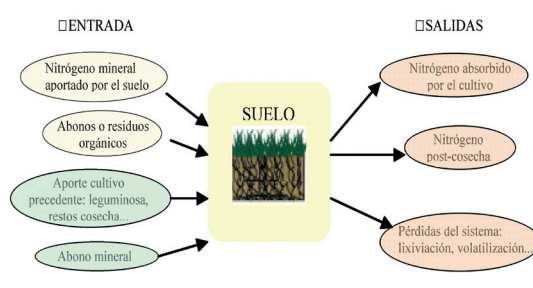 ENTRADA
Nitrógeno mineral
aportado por el suelo
Abonos o residuos
orgánicos
Aporte cultivo
precedente: leguminosa,
restos cosecha...
Abono mineral
SUELO
SALIDAS
Nitrógeno absorbido
por el cultivo
Nitrógeno
post-cosecha
Pérdidas del sistema:
lixiviación, volatilización...